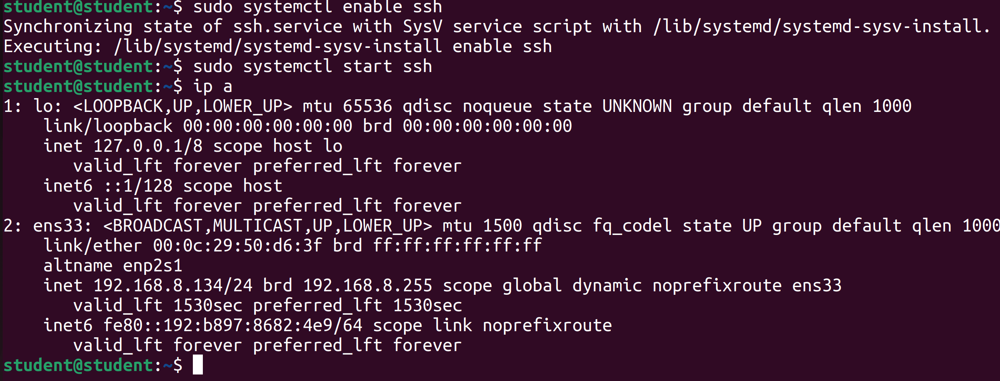 student@student:~$ sudo systemctl enable ssh
Synchronizing state of ssh.service with SysV service script with /lib/systemd/systemd-sysv-install.
Executing: /lib/systemd/systemd-sysv-install enable ssh
student@student:~$ sudo systemctl start ssh
student@student:~$ ip a
1: lo: <LOOPBACK,UP,LOWER_UP> mtu 65536 qdisc noqueue state UNKNOWN group default qlen 1000
    link/loopback 00:00:00:00:00:00 brd 00:00:00:00:00:00
    inet 127.0.0.1/8 scope host lo
       valid_lft forever preferred_lft forever
    inet6 ::1/128 scope host
       valid_lft forever preferred_lft forever
2: ens33: <BROADCAST,MULTICAST,UP,LOWER_UP> mtu 1500 qdisc fq_codel state UP group default qlen 1000
    link/ether 00:0c:29:50:d6:3f brd ff:ff:ff:ff:ff:ff
    altname enp2s1
    inet 192.168.8.134/24 brd 192.168.8.255 scope global dynamic noprefixroute ens33
       valid_lft 1530sec preferred_lft 1530sec
    inet6 fe80::192:b897:8682:4e9/64 scope link noprefixroute
       valid_lft forever preferred_lft forever
student@student:~$